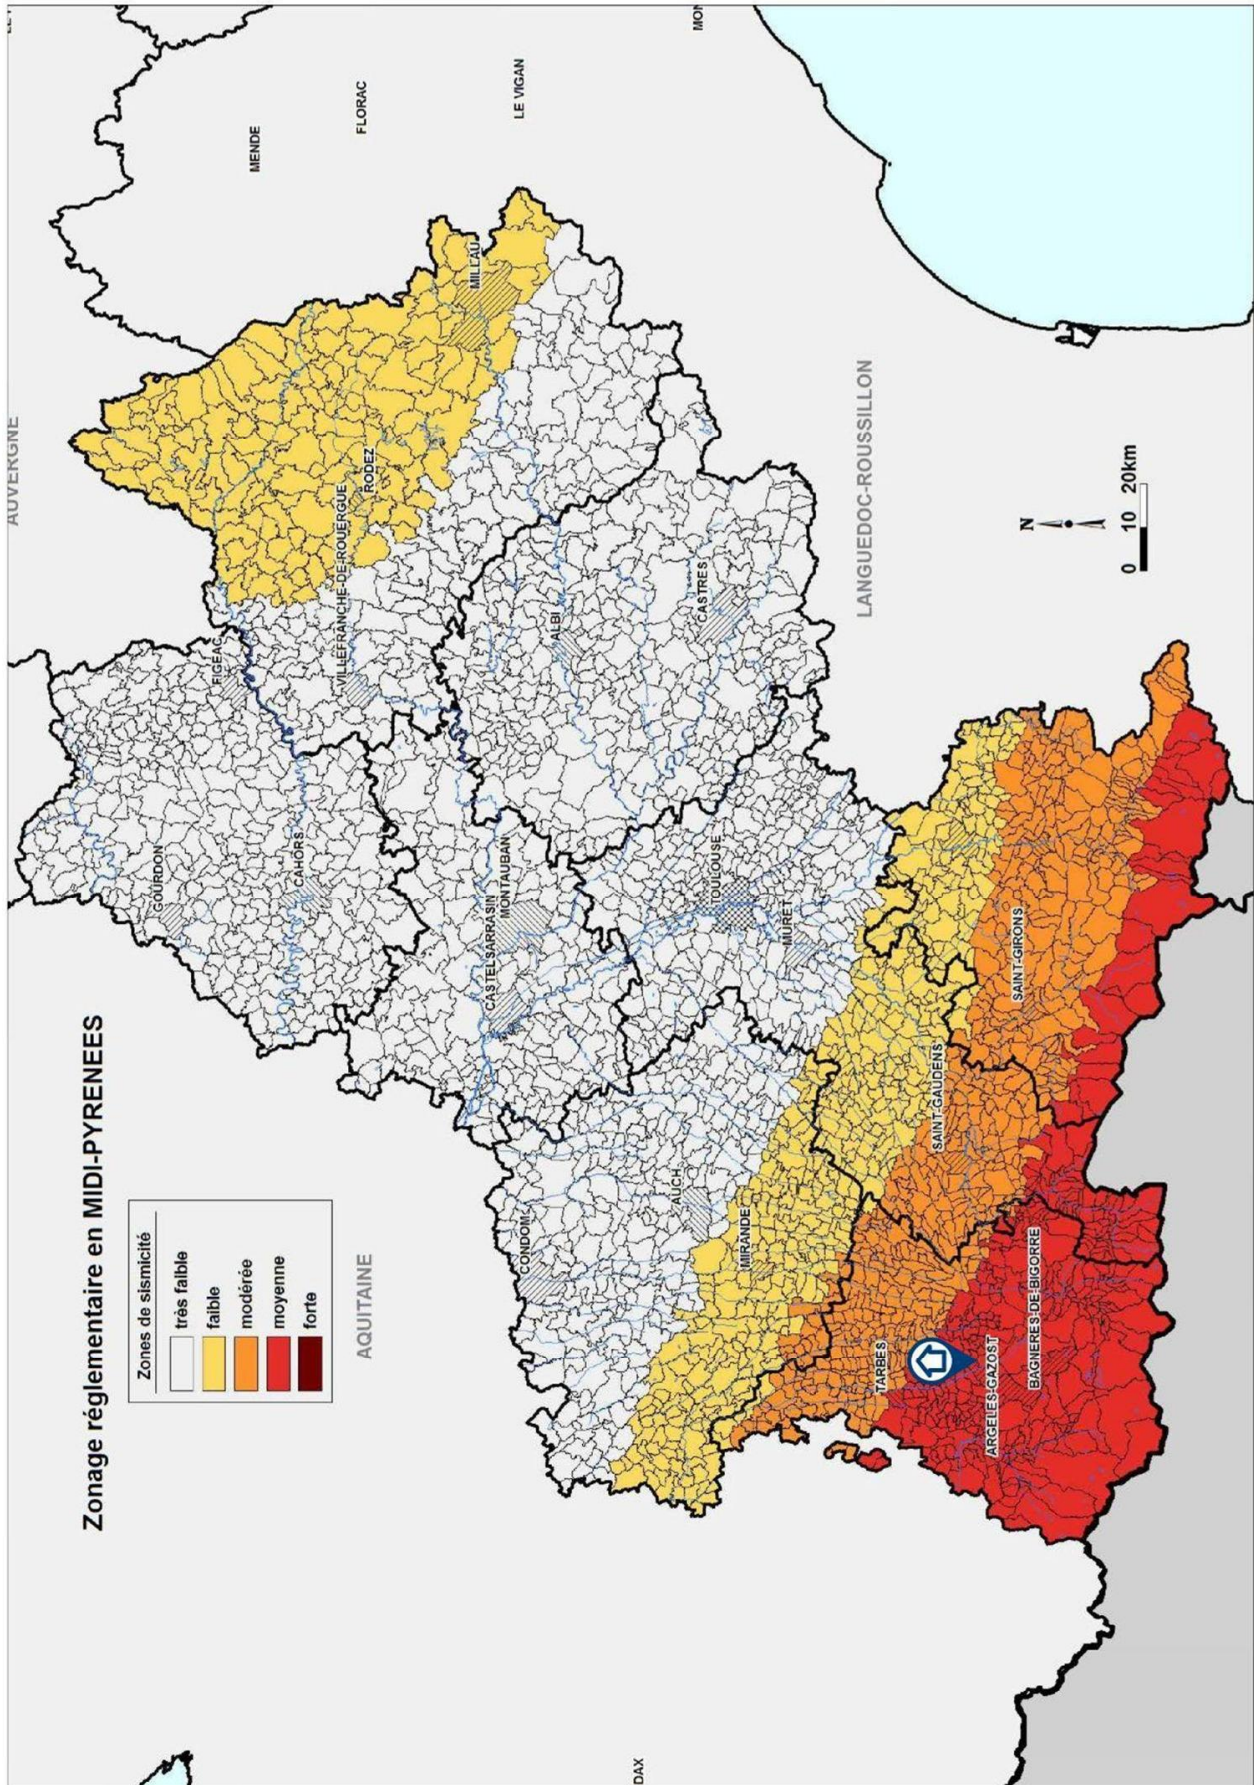 Zonage réglementaire en MIDI-PYRENEES
Zones de sismicité
très faible
faible
modérée
moyenne
forte
AQUITAINE
AUVERGNE
LANGUEDOC-ROUSSILLON
MENDE
FLORAC
LE VIGAN
MILLAU
RODEZ
VILLEFRANCHE-DE-ROUERGUE
FIGEAC
GOURDON
CAHORS
CASTELSARRASIN
MONTAUBAN
ALBI
CASTRES
TOULOUSE
MURET
CONDOM
AUCH
MIRANDE
TARBES
ARGELES-GAZOST
BAGNERES-DE-BIGORRE
SAINT-GAUDENS
SAINT-GIRONS
DAX
N
0 10 20km